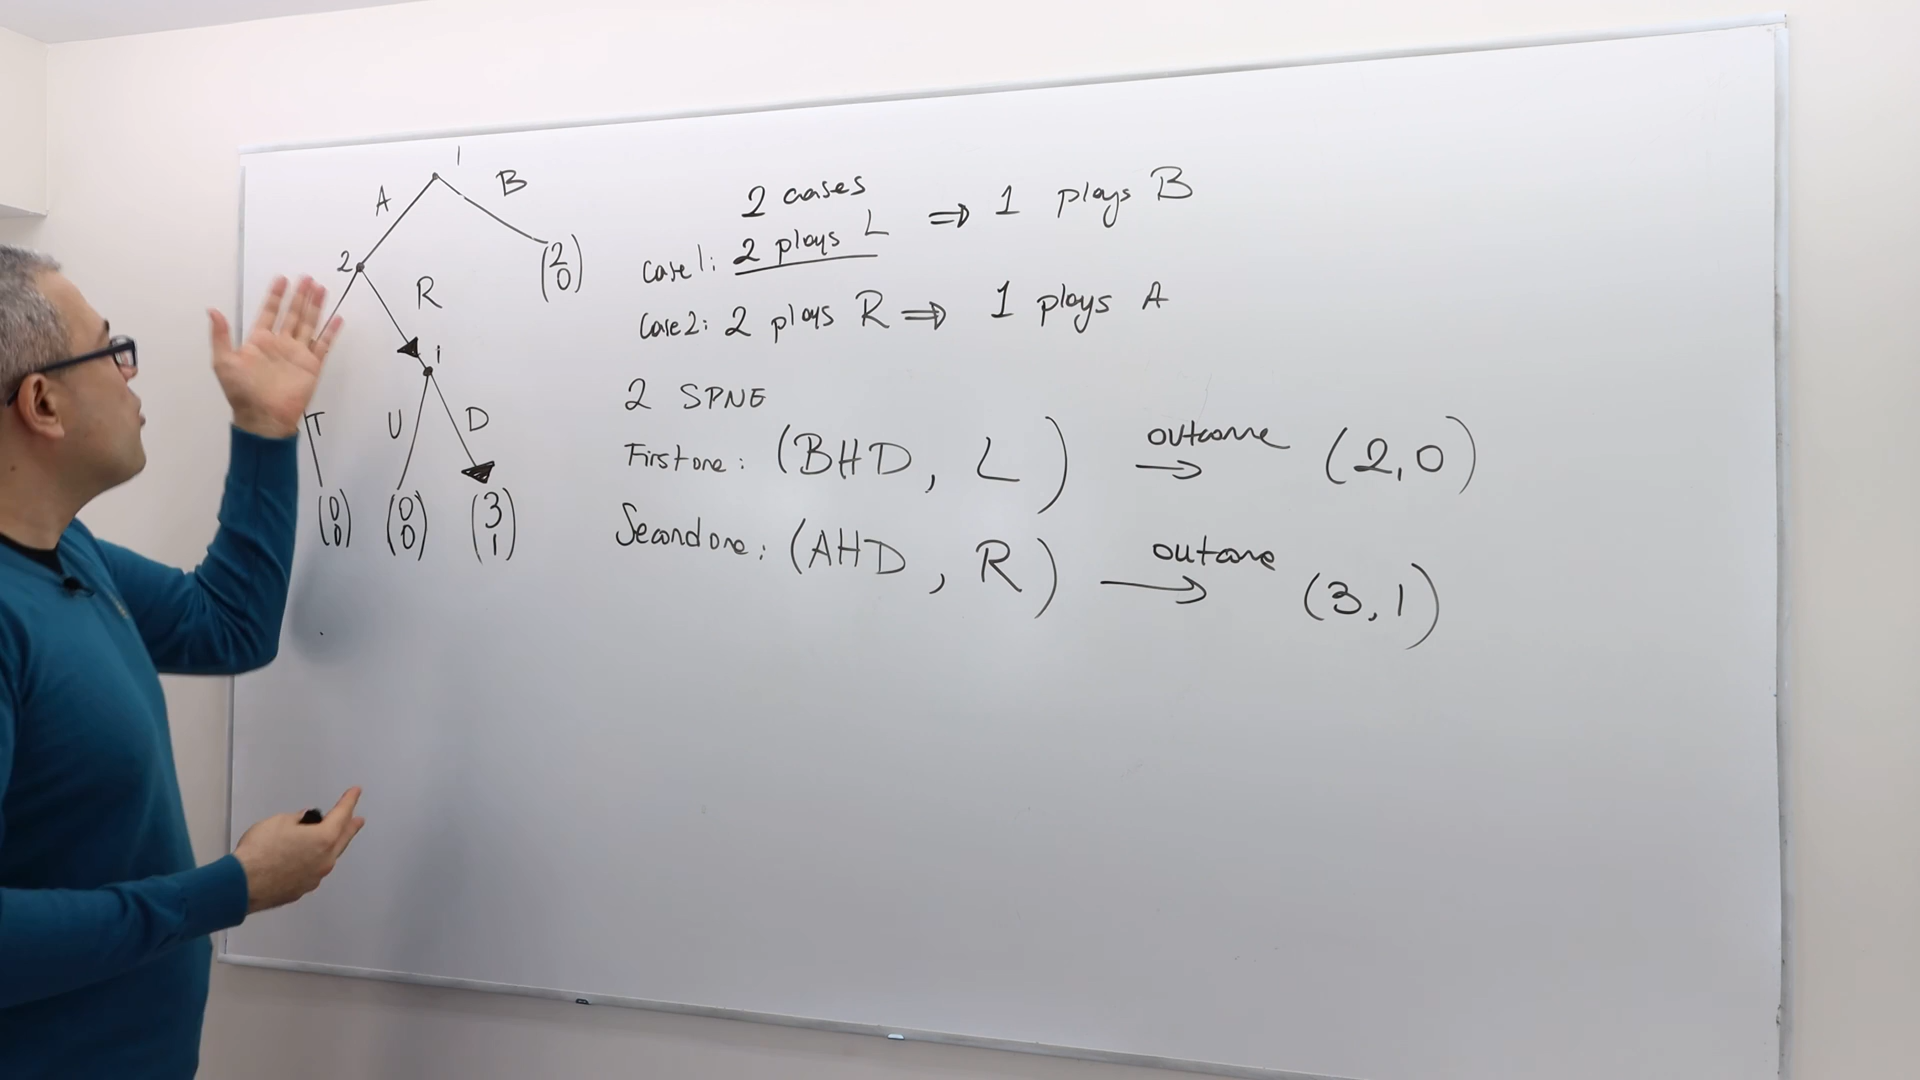 1
A B
2
R
(2
0)
1
T U D
(0
0) (0
0) (3
1)
2 cases
Case 1: 2 plays L ⇒ 1 plays B
Case 2: 2 plays R ⇒ 1 plays A
2 SPNE
First one: (BHD, L) → outcome (2,0)
Second one: (AHD, R) → outcome (3,1)